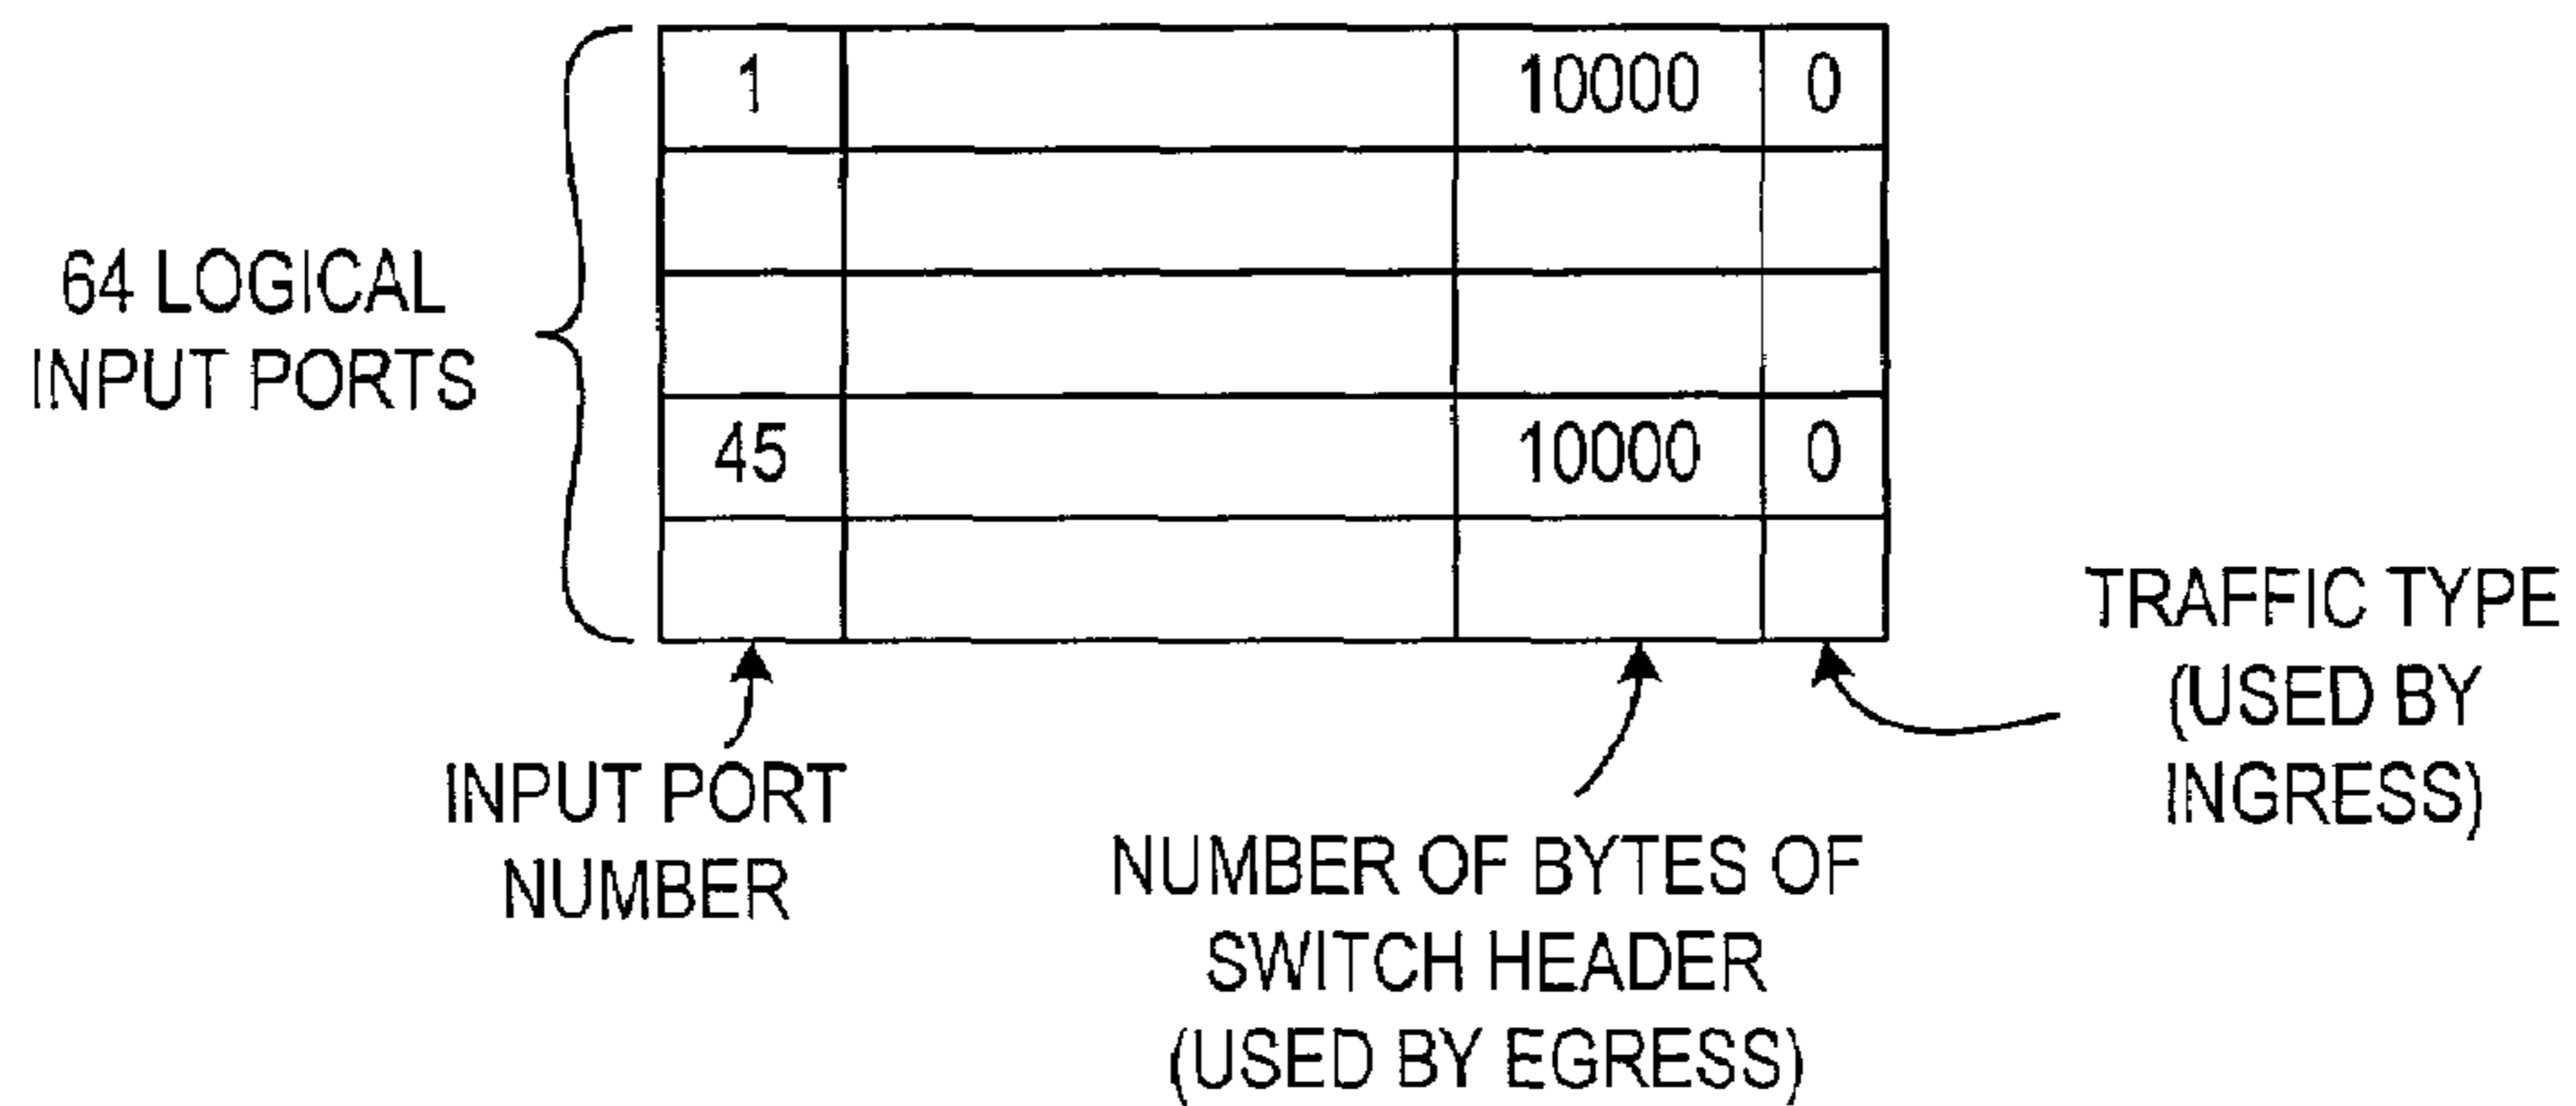 1 10000 0
64 LOGICAL
INPUT PORTS
45 10000 0
INPUT PORT
NUMBER
NUMBER OF BYTES OF
SWITCH HEADER
(USED BY EGRESS)
TRAFFIC TYPE
(USED BY
INGRESS)